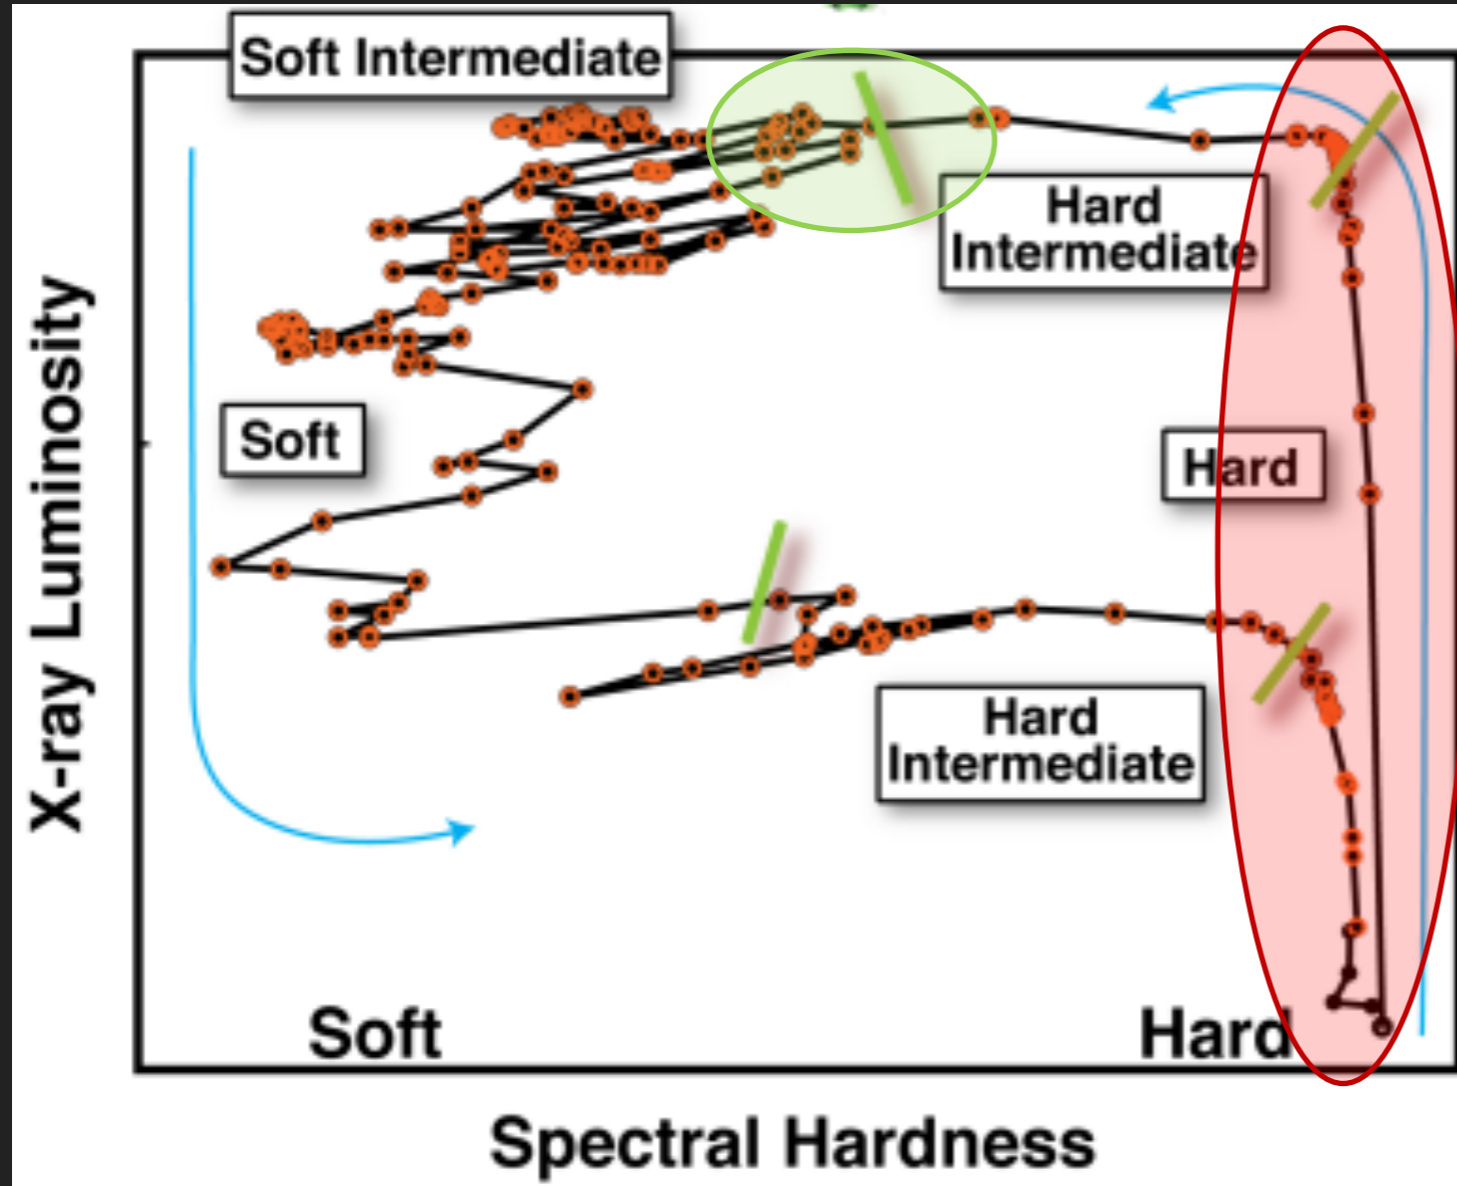 Soft Intermediate
Hard
Intermediate
X-ray Luminosity
Soft
Hard
Hard
Intermediate
Soft
Hard
Spectral Hardness